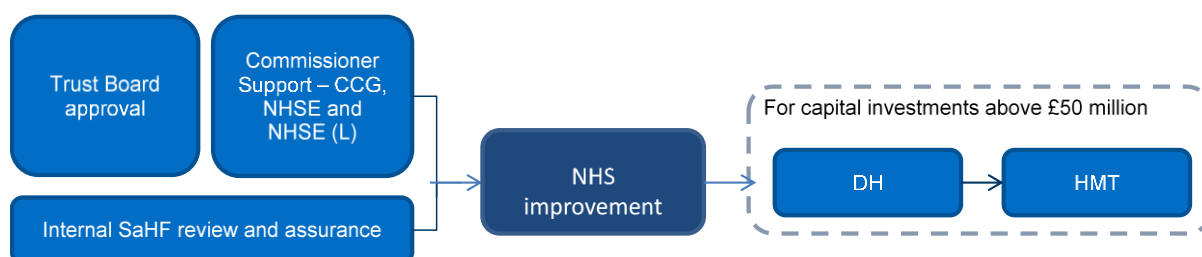 Trust Board
approval
Commissioner
Support – CCG,
NHSE and
NHSE (L)
Internal SaHF review and assurance
NHS
improvement
For capital investments above £50 million
DH
HMT